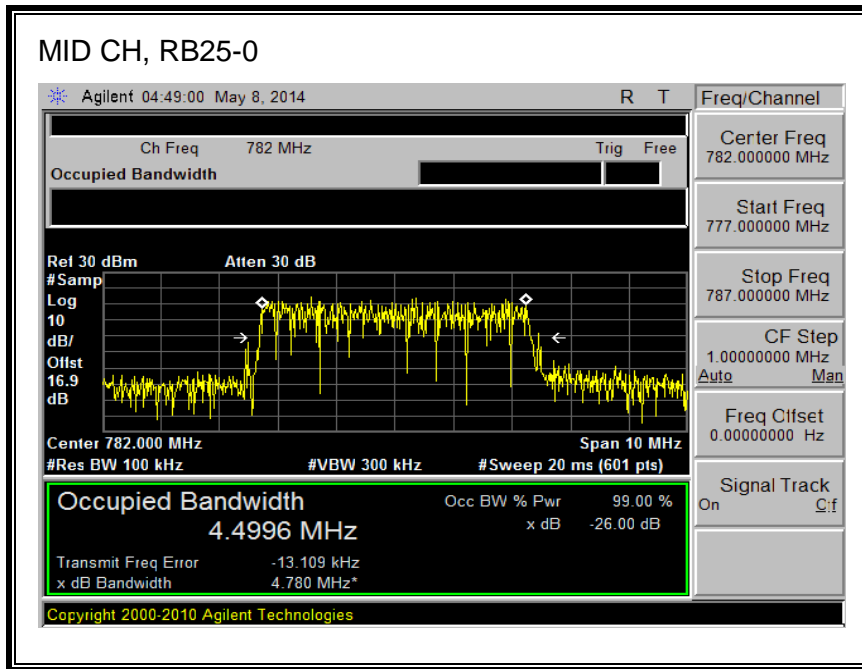 MID CH, RB25-0
Agilent 04:49:00 May 8, 2014 R T
Freq/Channel
Ch Freq 782 MHz Trig Free
Occupied Bandwidth
Center Freq
782.000000 MHz
Start Freq
777.000000 MHz
Stop Freq
787.000000 MHz
CF Step
1.00000000 MHz
Auto Man
Freq Offset
0.00000000 Hz
Signal Track
On Off
Ref 30 dBm Atten 30 dB
#Samp
Log
10
dB/
Offst
16.9
dB
Center 782.000 MHz Span 10 MHz
#Res BW 100 kHz #VBW 300 kHz #Sweep 20 ms (601 pts)
Occupied Bandwidth
4.4996 MHz
Occ BW % Pwr 99.00 %
x dB -26.00 dB
Transmit Freq Error -13.109 kHz
x dB Bandwidth 4.780 MHz*
Copyright 2000-2010 Agilent Technologies